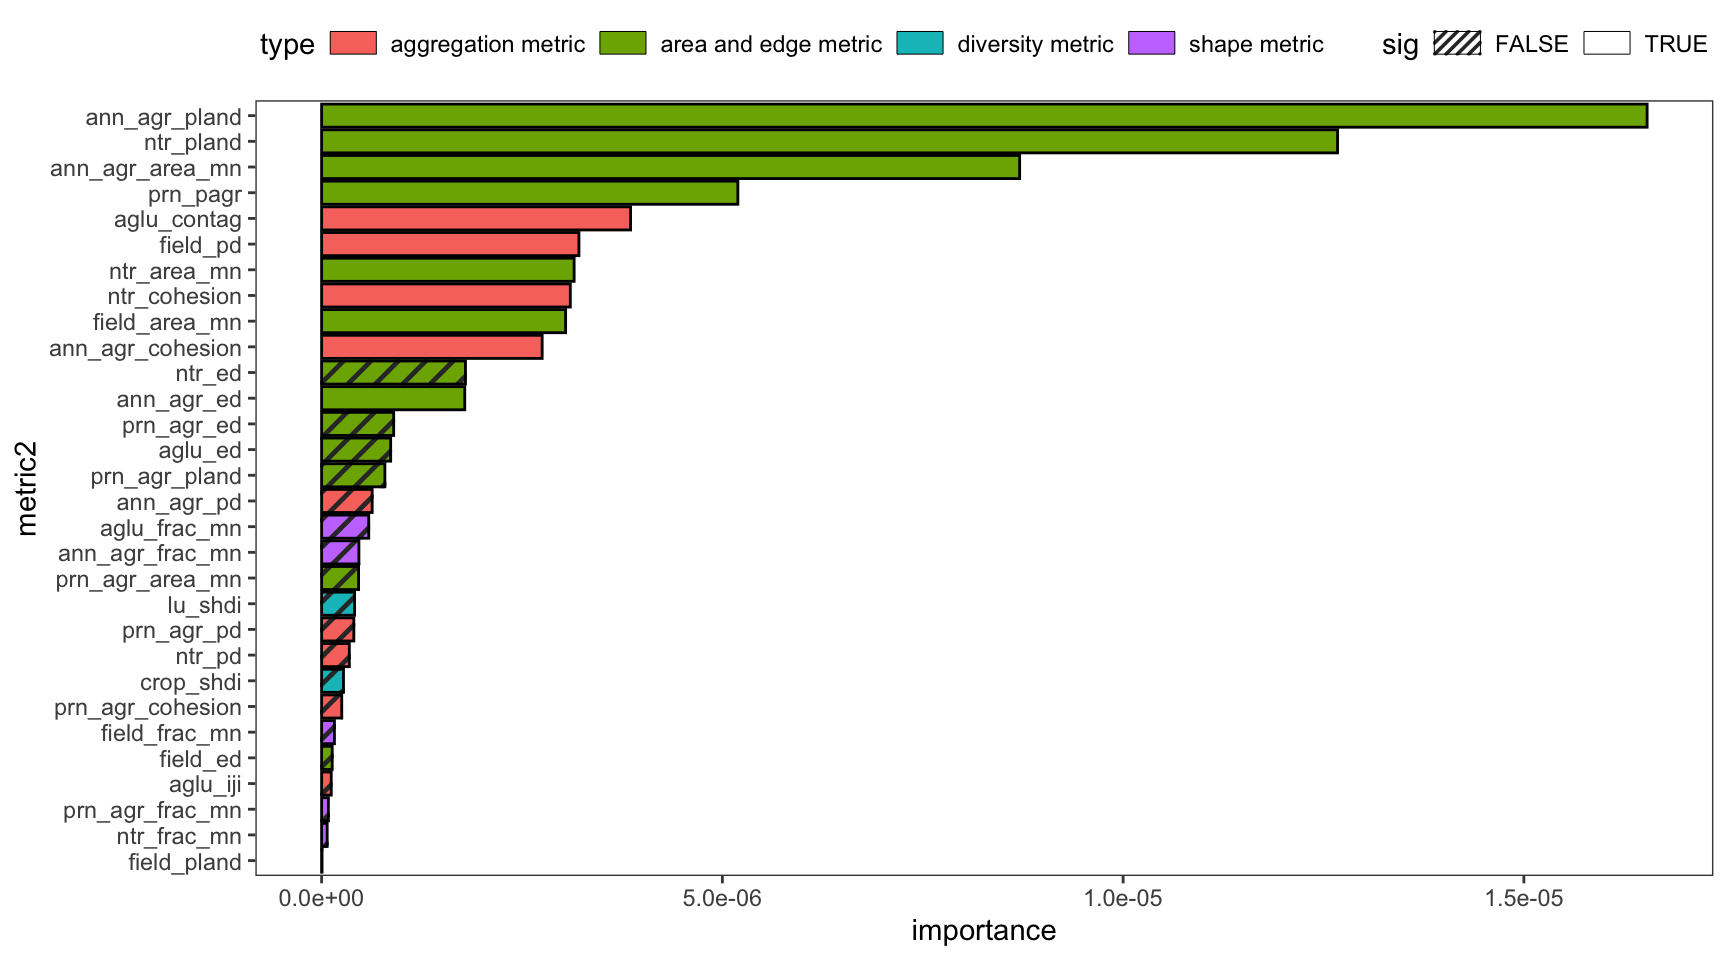 type aggregation metric area and edge metric diversity metric shape metric sig FALSE TRUE
ann_agr_pland
ntr_pland
ann_agr_area_mn
prn_pagr
aglu_contag
field_pd
ntr_area_mn
ntr_cohesion
field_area_mn
ann_agr_cohesion
ntr_ed
ann_agr_ed
prn_agr_ed
aglu_ed
prn_agr_pland
ann_agr_pd
aglu_frac_mn
ann_agr_frac_mn
prn_agr_area_mn
lu_shdi
prn_agr_pd
ntr_pd
crop_shdi
prn_agr_cohesion
field_frac_mn
field_ed
aglu_iji
prn_agr_frac_mn
ntr_frac_mn
field_pland
metric2
0.0e+00 5.0e-06 1.0e-05 1.5e-05
importance